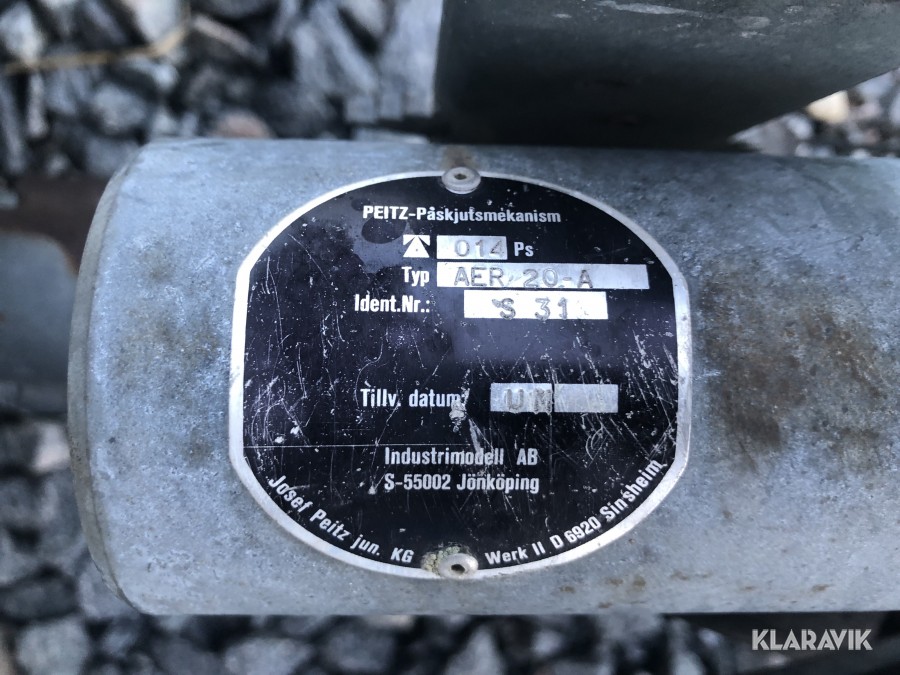 PEITZ-Påskjutsmekanism
014 Ps
Typ AER 20-A
Ident.Nr.: S 31
Tillv. datum:
Industrimodell AB
S-55002 Jönköping
Josef Peitz jun. KG Werk II D 6920 Sinsheim
KLARAVIK